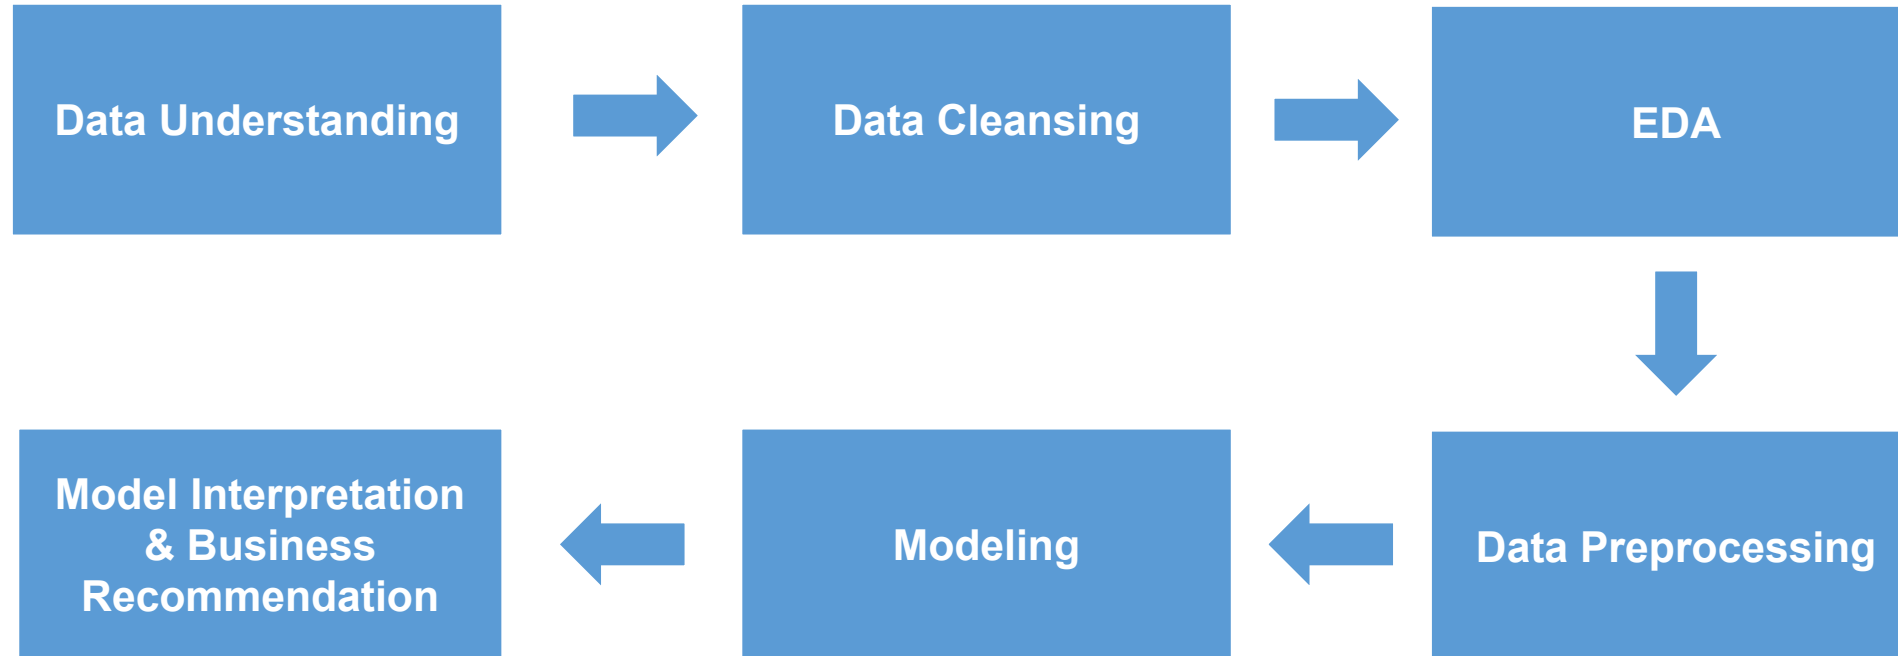 Data Understanding
Data Cleansing
EDA
Data Preprocessing
Modeling
Model Interpretation
& Business
Recommendation